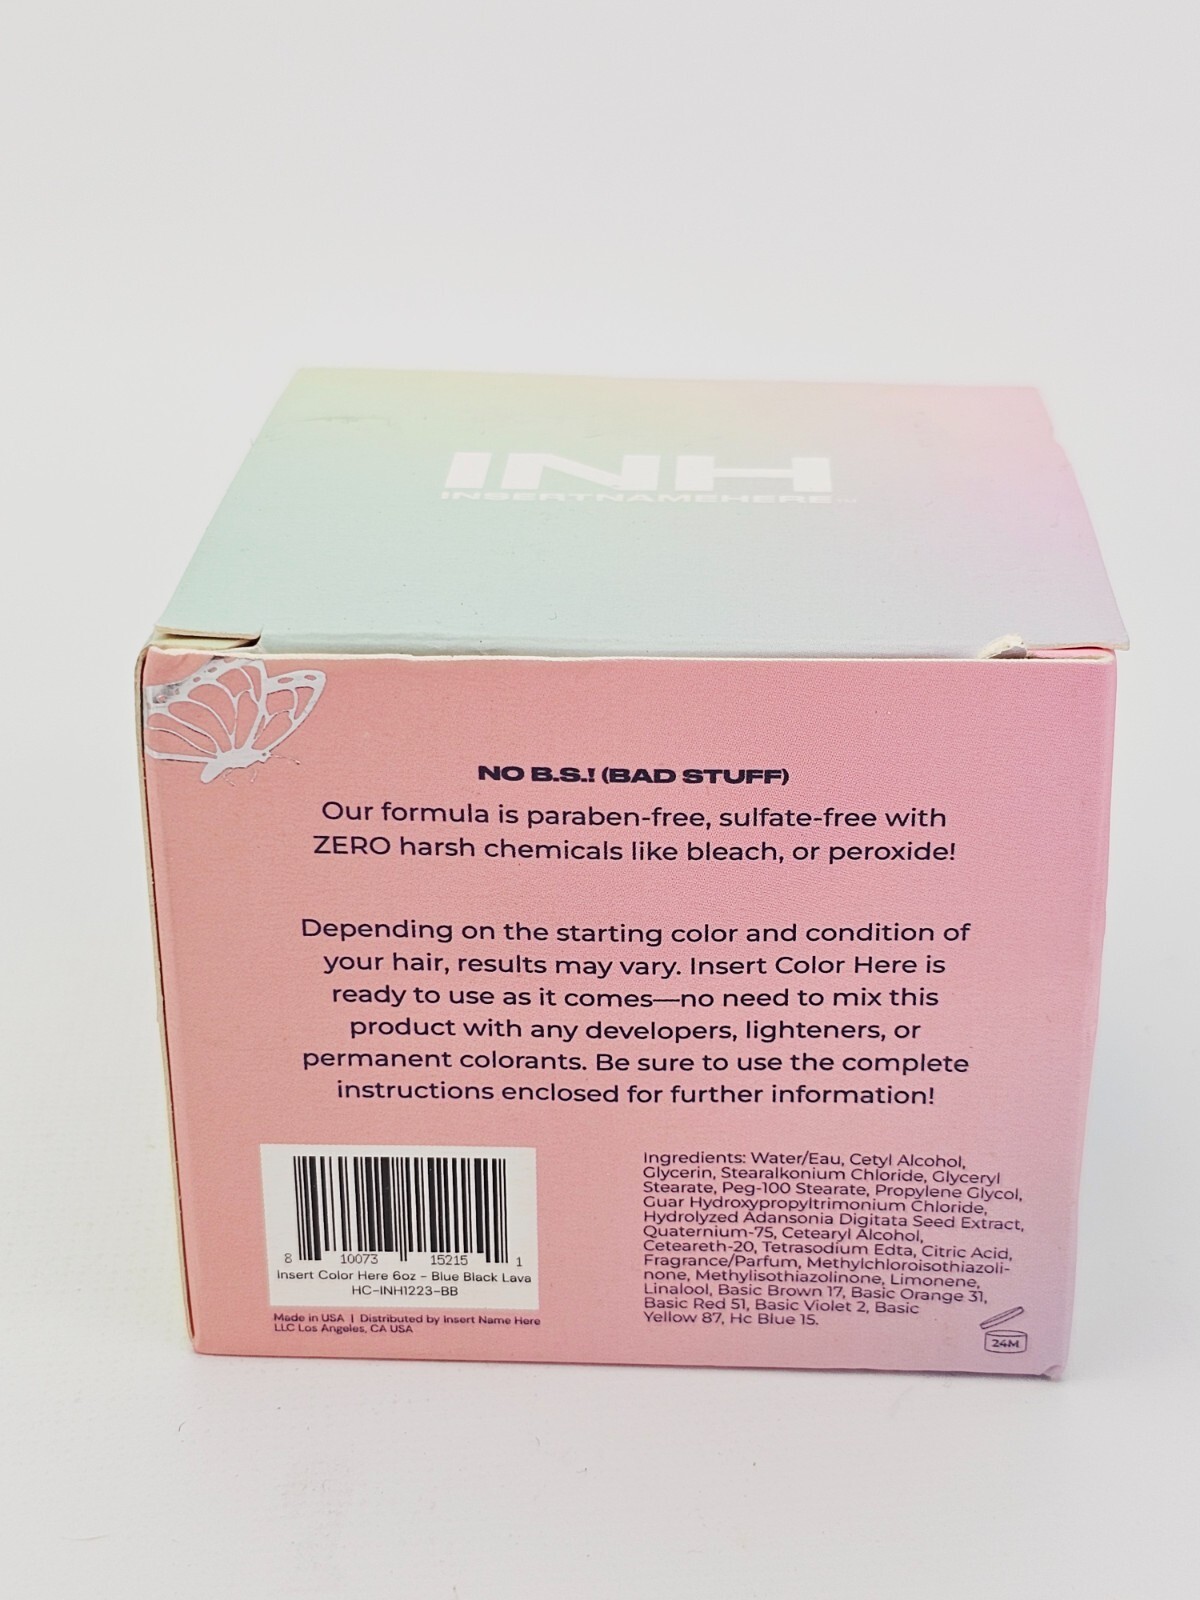 INH
INSERTNAMEHERE™
NO B.S.! (BAD STUFF)
Our formula is paraben-free, sulfate-free with
ZERO harsh chemicals like bleach, or peroxide!
Depending on the starting color and condition of
your hair, results may vary. Insert Color Here is
ready to use as it comes—no need to mix this
product with any developers, lighteners, or
permanent colorants. Be sure to use the complete
instructions enclosed for further information!
8 10073 15215 1
Insert Color Here 6oz - Blue Black Lava
HC-INH1223-BB
Made in USA | Distributed by Insert Name Here
LLC Los Angeles, CA USA
Ingredients: Water/Eau, Cetyl Alcohol,
Glycerin, Stearalkonium Chloride, Glyceryl
Stearate, Peg-100 Stearate, Propylene Glycol,
Guar Hydroxypropyltrimonium Chloride,
Hydrolyzed Adansonia Digitata Seed Extract,
Quaternium-75, Cetearyl Alcohol,
Ceteareth-20, Tetrasodium Edta, Citric Acid,
Fragrance/Parfum, Methylchloroisothiazoli-
none, Methylisothiazolinone, Limonene,
Linalool, Basic Brown 17, Basic Orange 31,
Basic Red 51, Basic Violet 2, Basic
Yellow 87, Hc Blue 15.
24M